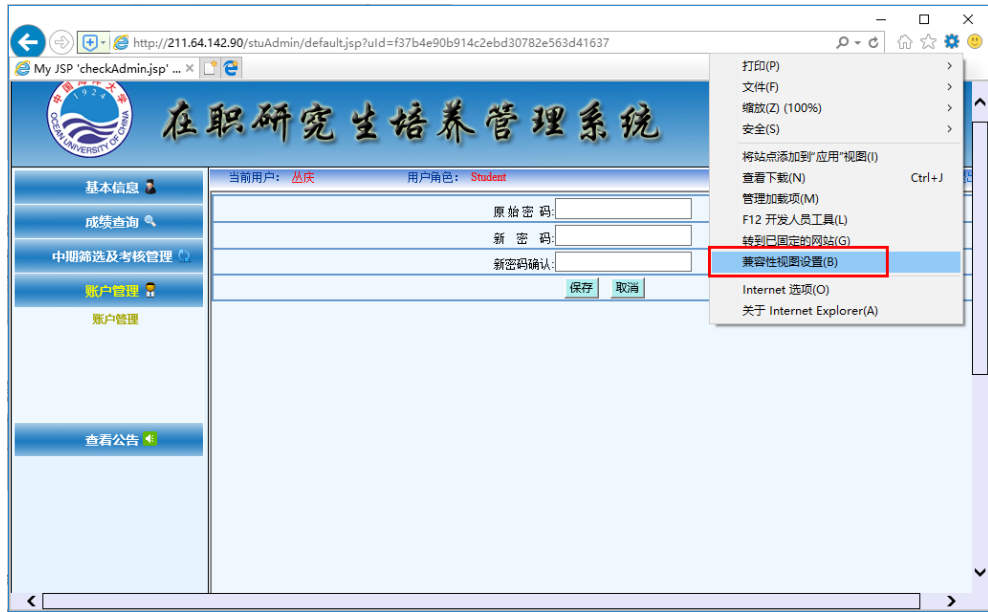 http://211.64.142.90/stuAdmin/default.jsp?uId=f37b4e90b914c2ebd30782e563d41637
My JSP 'checkAdmin.jsp' ...
中国海洋大学
1924
OCEAN UNIVERSITY OF CHINA
在职研究生培养管理系统
基本信息
成绩查询
中期筛选及考核管理
账户管理
账户管理
查看公告
当前用户： 丛庆 用户角色： Student
原 始 密 码:
新 密 码:
新密码确认:
保存 取消
打印(P)
文件(F)
缩放(Z) (100%)
安全(S)
将站点添加到“应用”视图(I)
查看下载(N) Ctrl+J
管理加载项(M)
F12 开发人员工具(L)
转到已固定的网站(G)
兼容性视图设置(B)
Internet 选项(O)
关于 Internet Explorer(A)